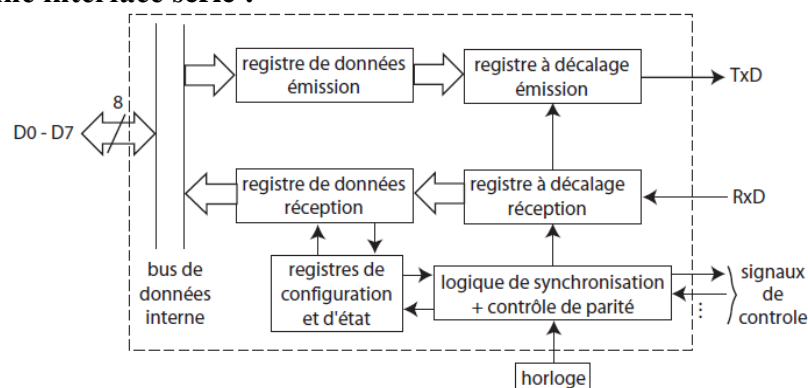 une interface série :
registre de données
émission
registre à décalage
émission
TxD
8
D0 - D7
registre de données
réception
registre à décalage
réception
RxD
bus de
données
interne
registres de
configuration
et d'état
logique de synchronisation
+ contrôle de parité
signaux
de
controle
horloge